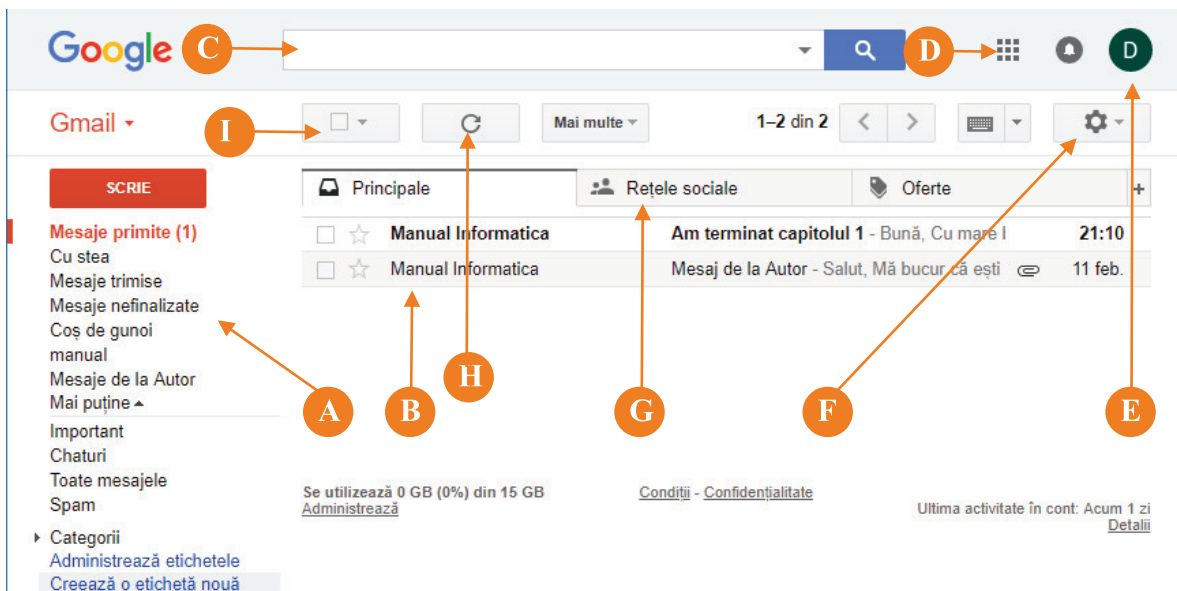 Google C D D
Gmail I Mai multe 1–2 din 2
SCRIE Principale Rețele sociale Oferte +
Mesaje primite (1) Manual Informatica Am terminat capitolul 1 - Bună, Cu mare 21:10
Cu stea
Mesaje trimise Manual Informatica Mesaj de la Autor - Salut, Mă bucur că ești 11 feb.
Mesaje nefinalizate
Coș de gunoi
manual
Mesaje de la Autor H
Mai puține A B G F E
Important
Chaturi
Toate mesajele
Spam
Se utilizează 0 GB (0%) din 15 GB Condiții - Confidențialitate
Administrează
Ultima activitate în cont: Acum 1 zi
Detalii
Categorii
Administrează etichetele
Creează o etichetă nouă